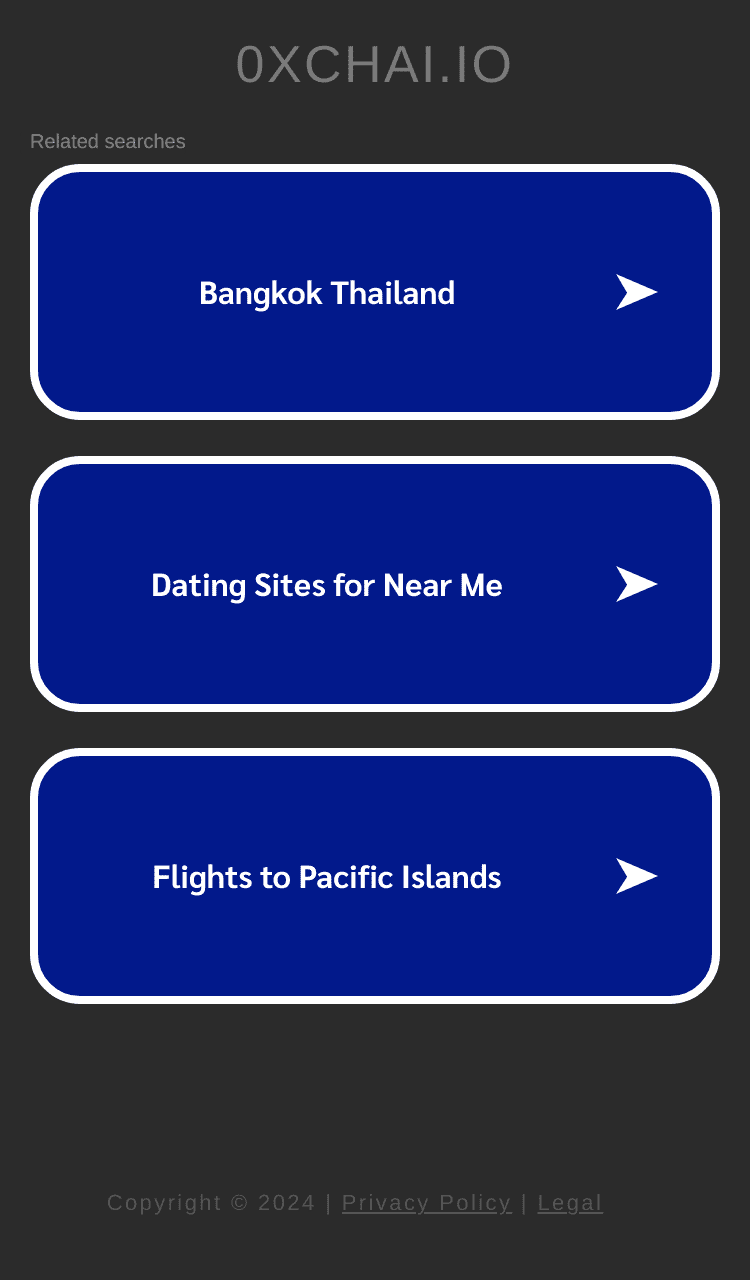 0XCHAI.IO
Related searches
Bangkok Thailand
Dating Sites for Near Me
Flights to Pacific Islands
Copyright © 2024 | Privacy Policy | Legal